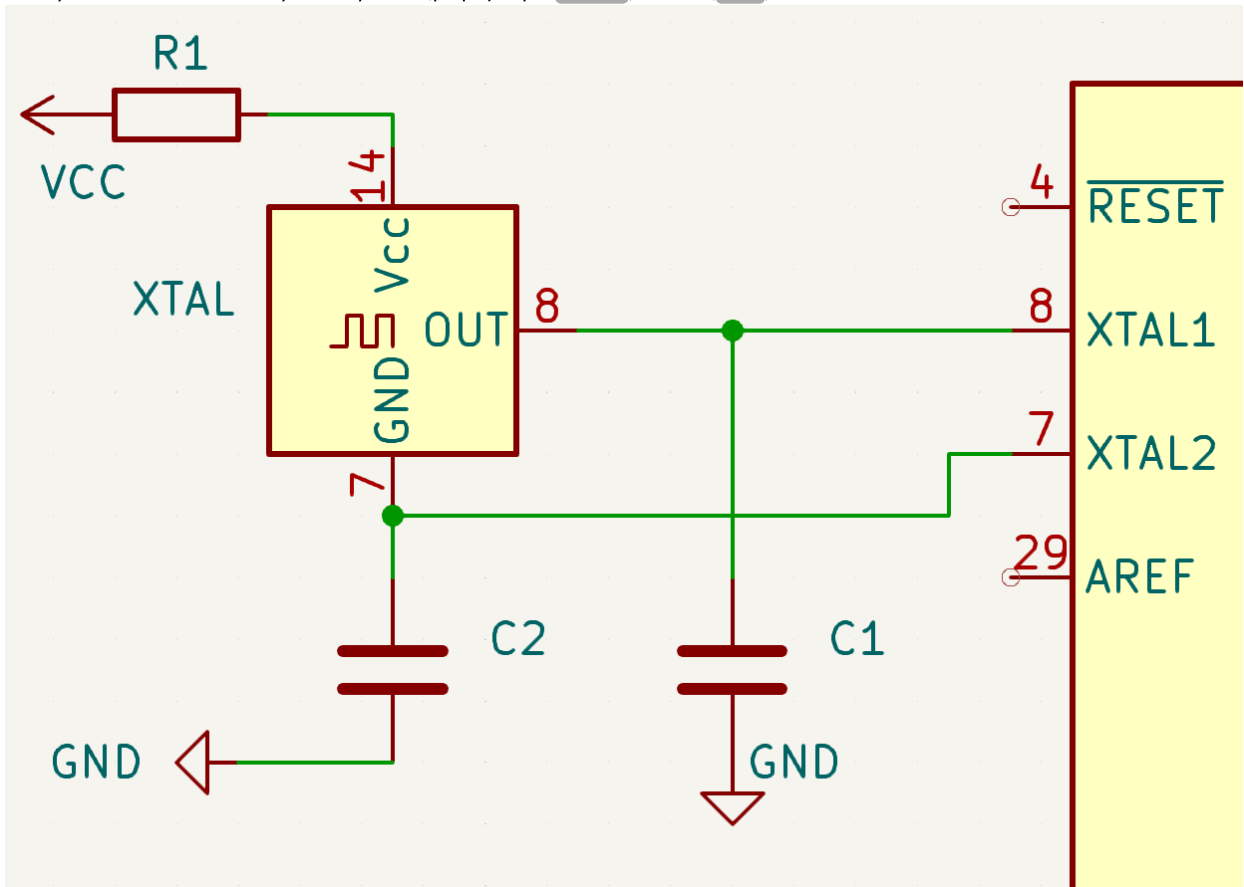 R1
VCC
14
Vcc
XTAL
OUT
8
GND
7
4
RESET
8
XTAL1
7
XTAL2
29
AREF
C2
C1
GND
GND